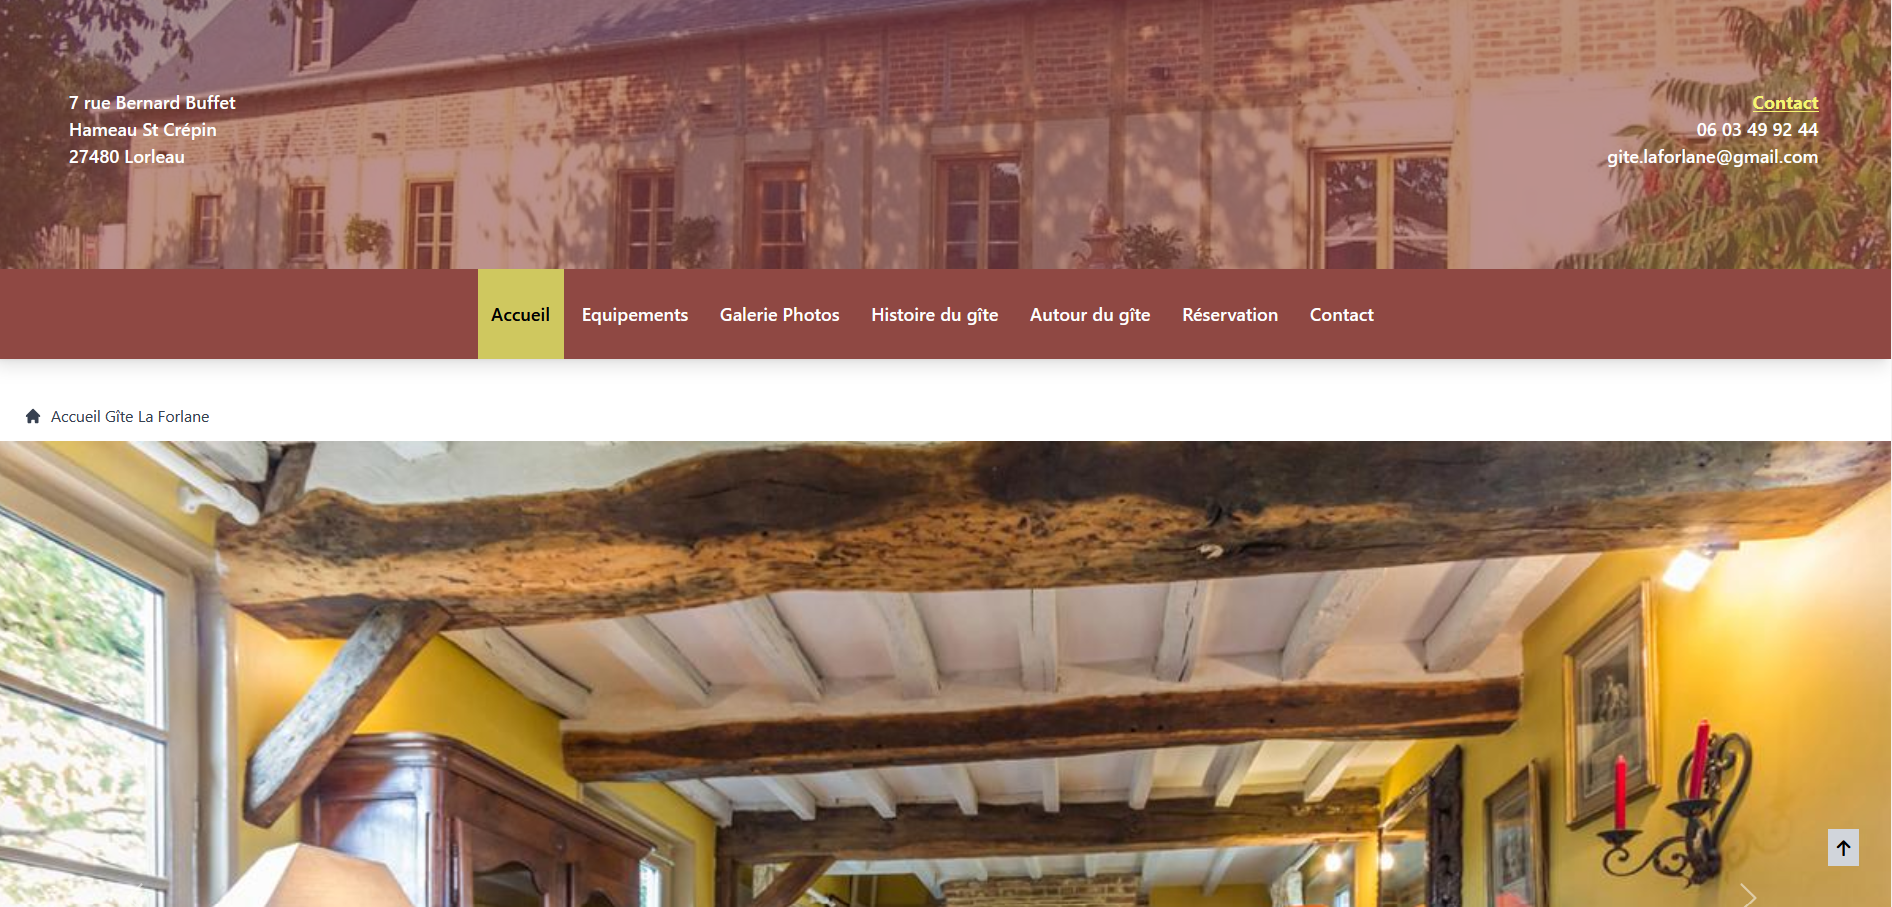 7 rue Bernard Buffet
Hameau St Crépin
27480 Lorleau
Contact
06 03 49 92 44
gite.laforlane@gmail.com
Accueil Equipements Galerie Photos Histoire du gîte Autour du gîte Réservation Contact
Accueil Gîte La Forlane